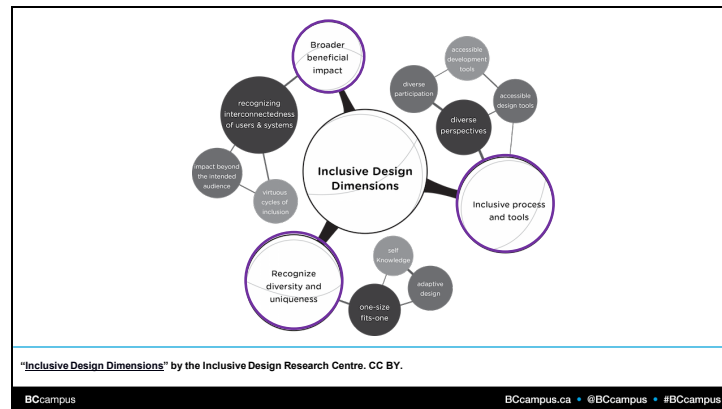 Broader
beneficial
impact
recognizing
interconnectedness
of users & systems
impact beyond
the intended
audience
virtuous
cycles of
inclusion
accessible
development
tools
diverse
participation
accessible
design tools
diverse
perspectives
Inclusive Design
Dimensions
Inclusive process
and tools
Recognize
diversity and
uniqueness
self
Knowledge
adaptive
design
one-size
fits-one
“Inclusive Design Dimensions” by the Inclusive Design Research Centre. CC BY.
BCcampus
BCcampus.ca • @BCcampus • #BCcampus